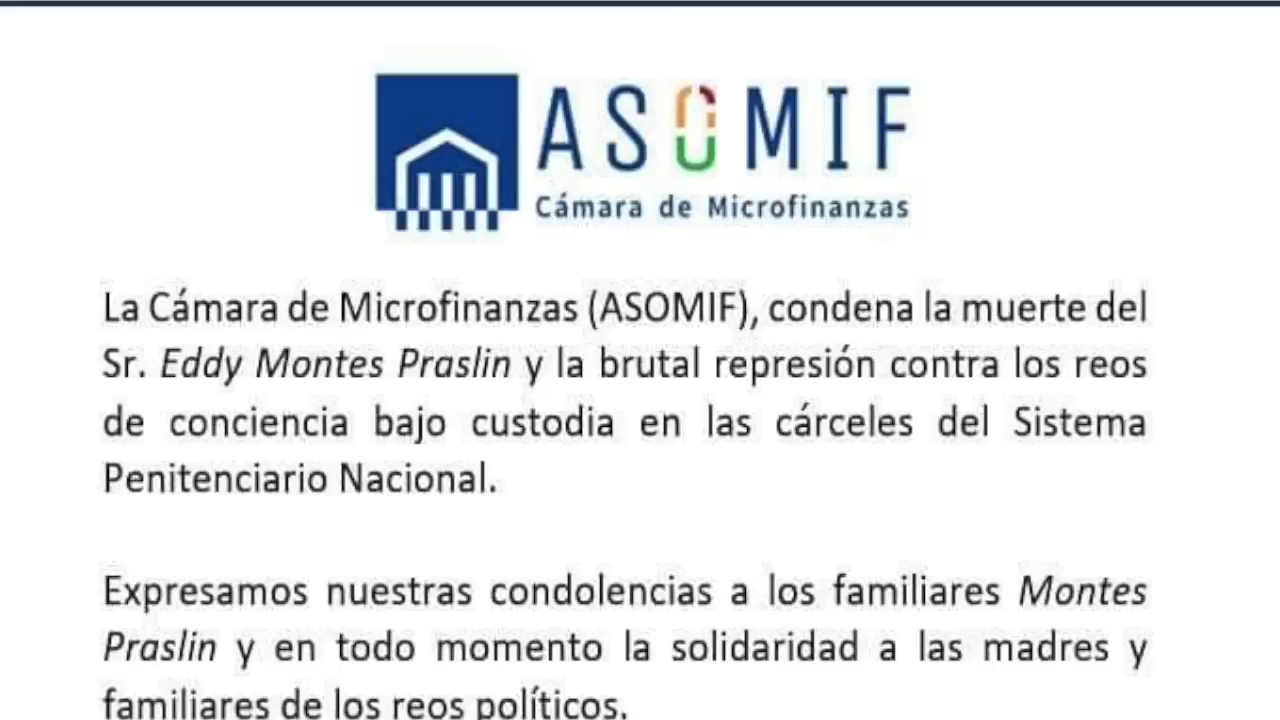 ASOMIF
Cámara de Microfinanzas
La Cámara de Microfinanzas (ASOMIF), condena la muerte del
Sr. Eddy Montes Praslin y la brutal represión contra los reos
de conciencia bajo custodia en las cárceles del Sistema
Penitenciario Nacional.
Expresamos nuestras condolencias a los familiares Montes
Praslin y en todo momento la solidaridad a las madres y
familiares de los reos políticos.